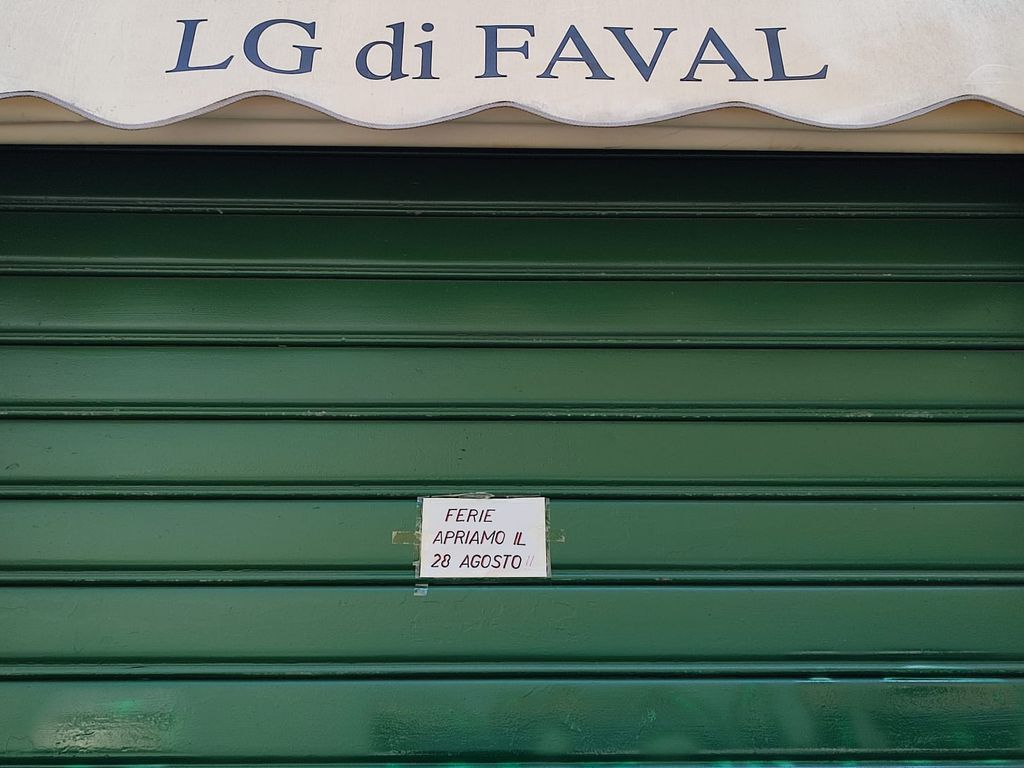 LG di FAVAL
FERIE
APRIAMO IL
28 AGOSTO!!